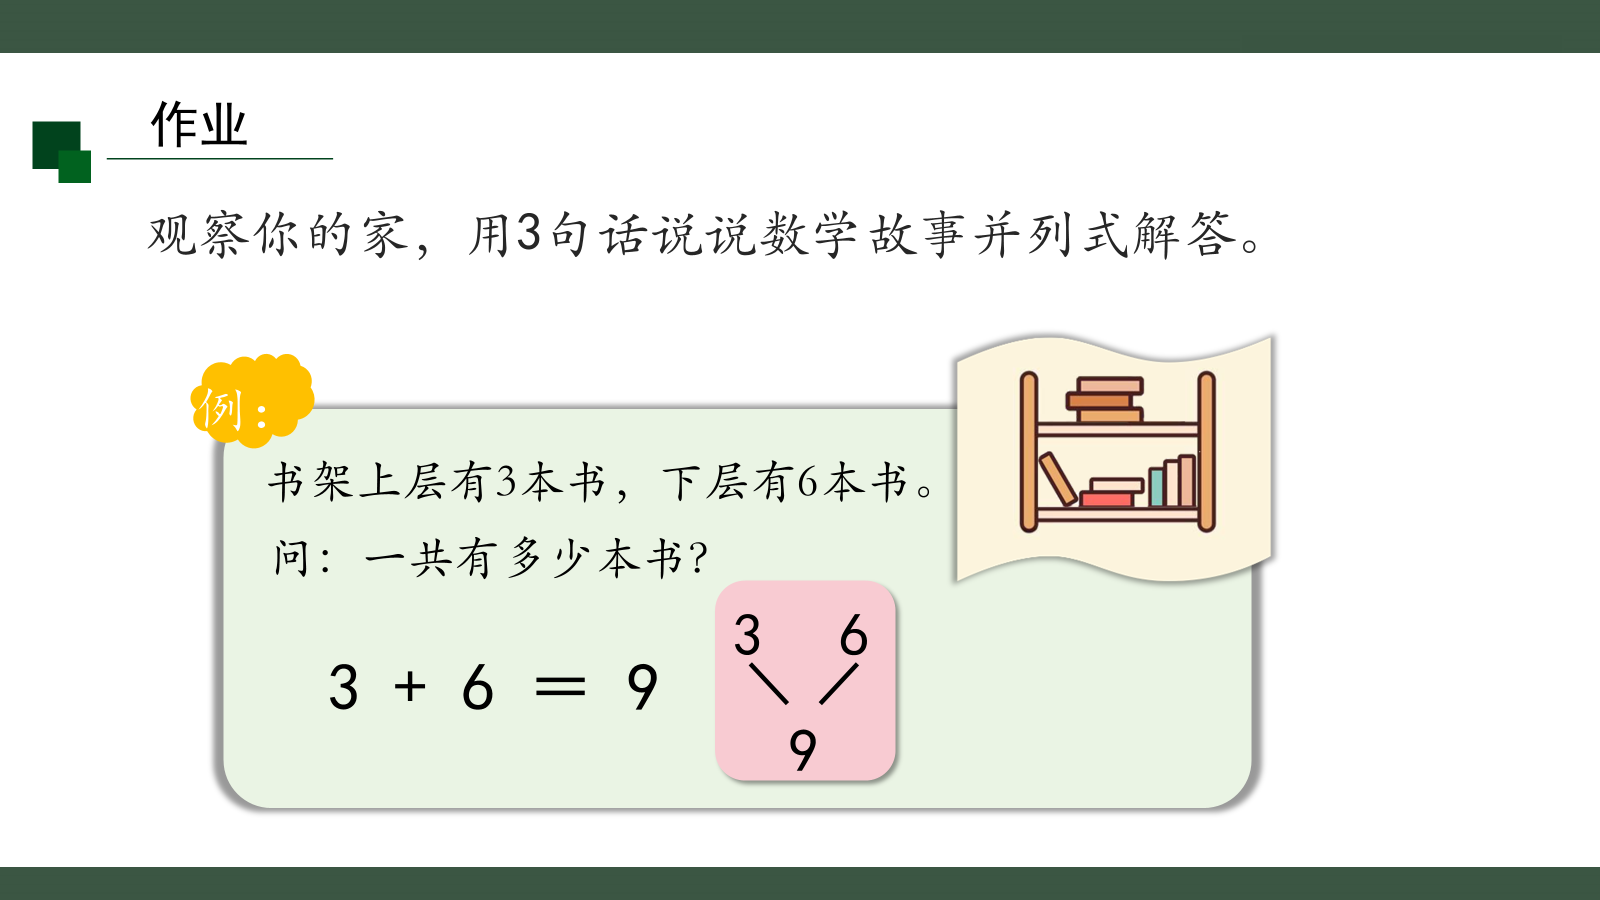 作业
观察你的家，用3句话说说数学故事并列式解答。
例：
书架上层有3本书，下层有6本书。
问：一共有多少本书？
3 + 6 = 9
3 6
9